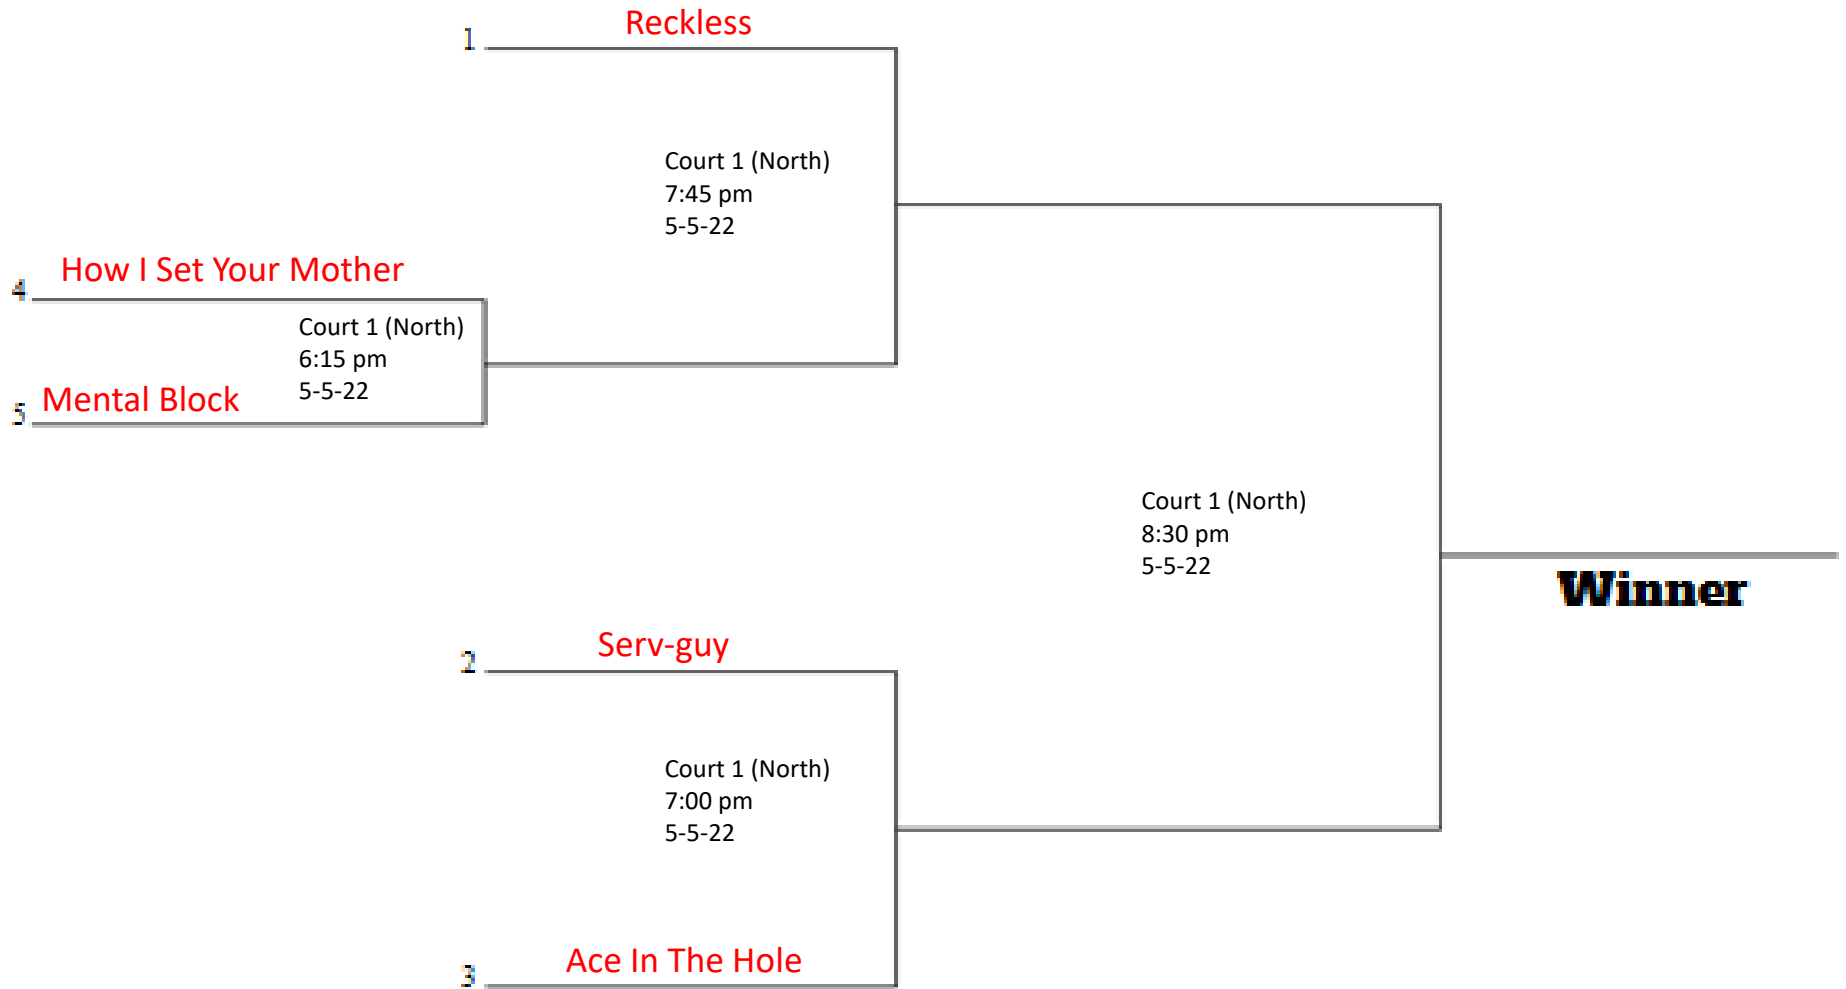 1
Reckless
Court 1 (North)
7:45 pm
5-5-22
4
How I Set Your Mother
Court 1 (North)
6:15 pm
5-5-22
5
Mental Block
Court 1 (North)
8:30 pm
5-5-22
Winner
2
Serv-guy
Court 1 (North)
7:00 pm
5-5-22
3
Ace In The Hole